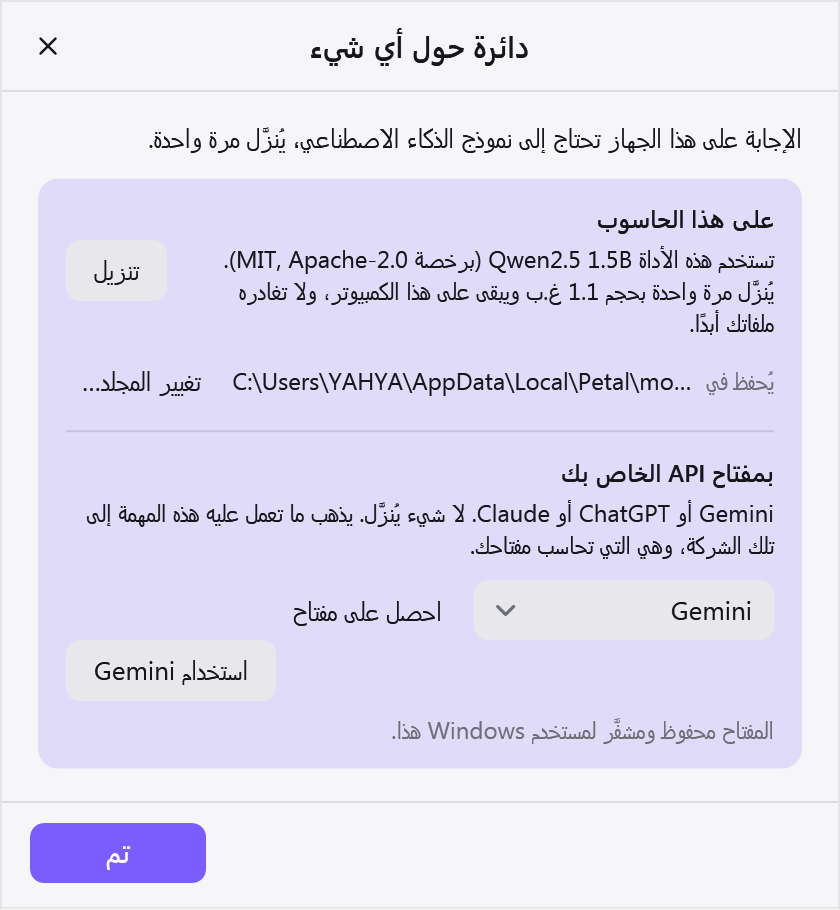 دائرة حول أي شيء
الإجابة على هذا الجهاز تحتاج إلى نموذج الذكاء الاصطناعي، يُنزَّل مرة واحدة.
على هذا الحاسوب
تستخدم هذه الأداة Qwen2.5 1.5B (برخصة MIT, Apache-2.0).
يُنزَّل مرة واحدة بحجم 1.1 غ.ب ويبقى على هذا الكمبيوتر، ولا تغادره
ملفاتك أبدًا.
تنزيل
يُحفظ في C:\Users\YAHYA\AppData\Local\Petal\mo... تغيير المجلد...
بمفتاح API الخاص بك
Gemini أو ChatGPT أو Claude. لا شيء يُنزَّل. يذهب ما تعمل عليه هذه المهمة إلى
تلك الشركة، وهي التي تحاسب مفتاحك.
Gemini احصل على مفتاح
استخدام Gemini
المفتاح محفوظ ومشفَّر لمستخدم Windows هذا.
تم